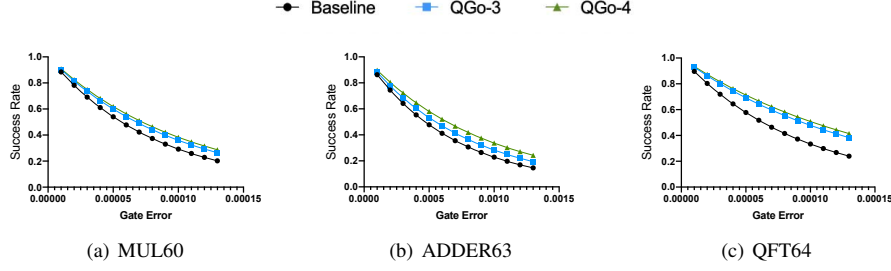 Baseline QGo-3 QGo-4
Success Rate
1.0
0.8
0.6
0.4
0.2
0.0
0.00000 0.00005 0.00010 0.00015
Gate Error
(a) MUL60
Success Rate
1.0
0.8
0.6
0.4
0.2
0.0
0.0000 0.0005 0.0010 0.0015
Gate Error
(b) ADDER63
Success Rate
1.0
0.8
0.6
0.4
0.2
0.0
0.00000 0.00005 0.00010 0.00015
Gate Error
(c) QFT64